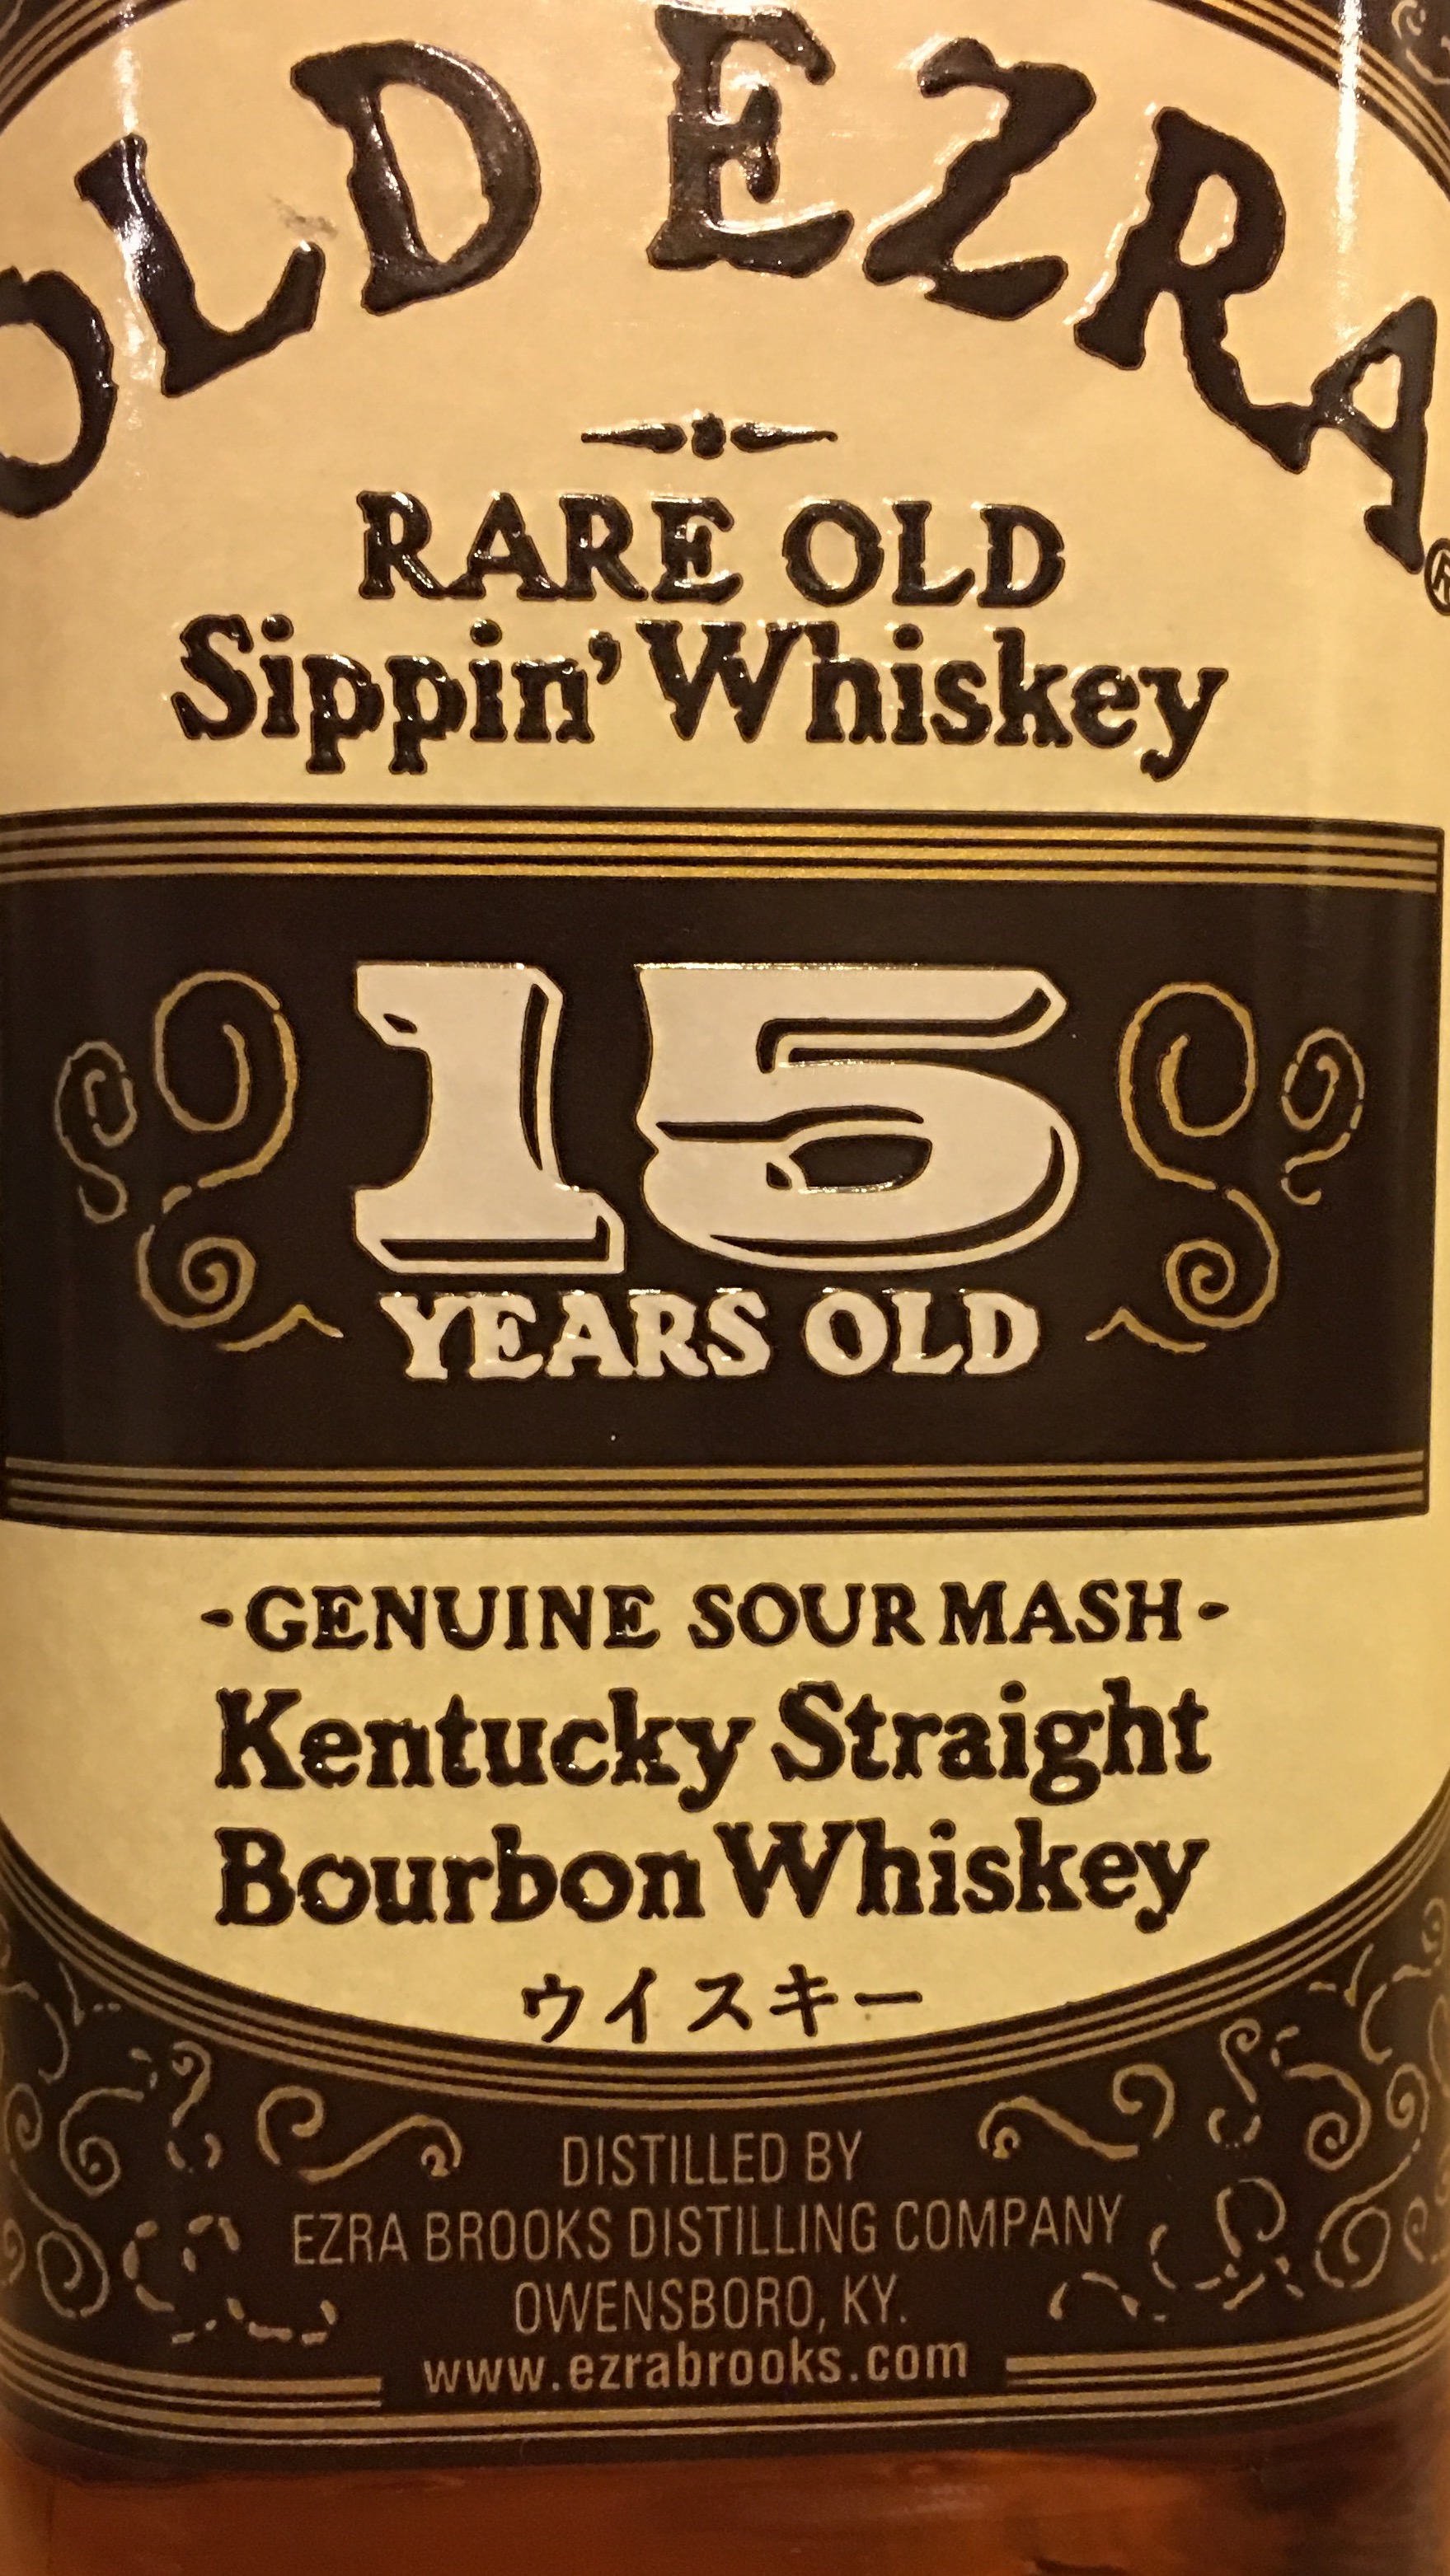 OLD EZRA®
RARE OLD
Sippin' Whiskey
15
YEARS OLD
-GENUINE SOUR MASH-
Kentucky Straight
Bourbon Whiskey
ウイスキー
DISTILLED BY
EZRA BROOKS DISTILLING COMPANY
OWENSBORO, KY.
www.ezrabrooks.com